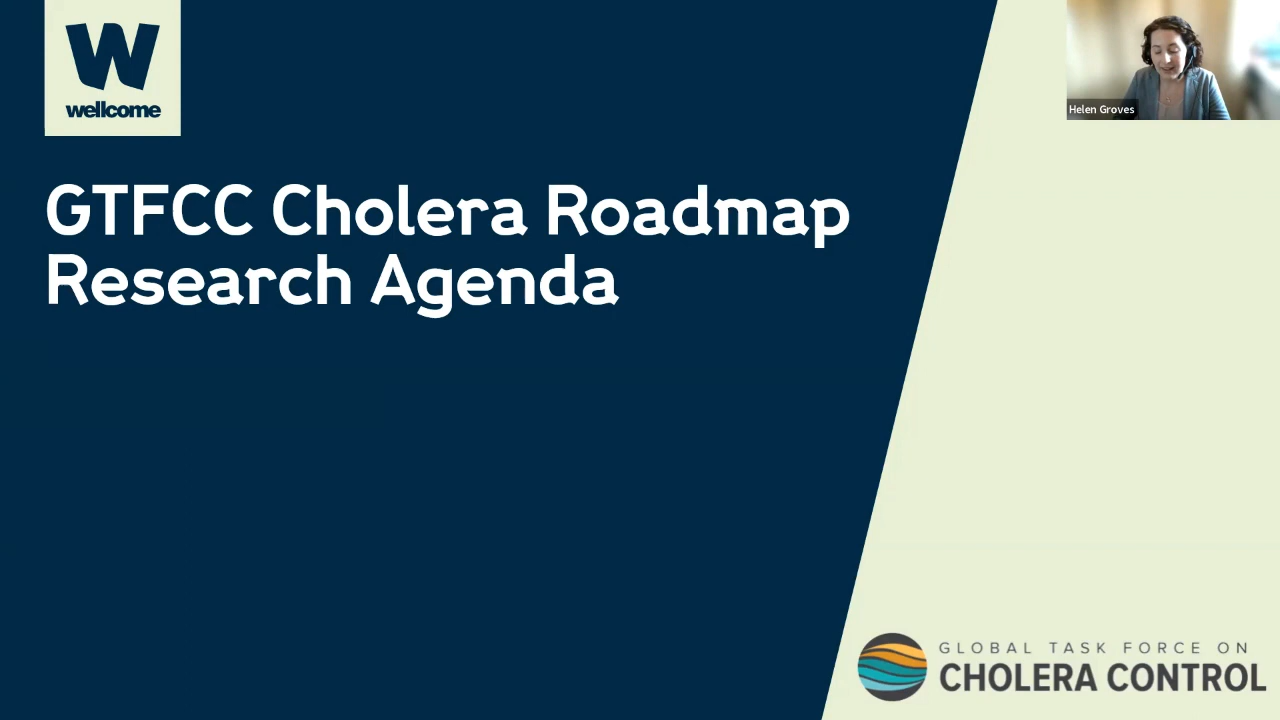 wellcome
Helen Groves
GTFCC Cholera Roadmap
Research Agenda
GLOBAL TASK FORCE ON
CHOLERA CONTROL